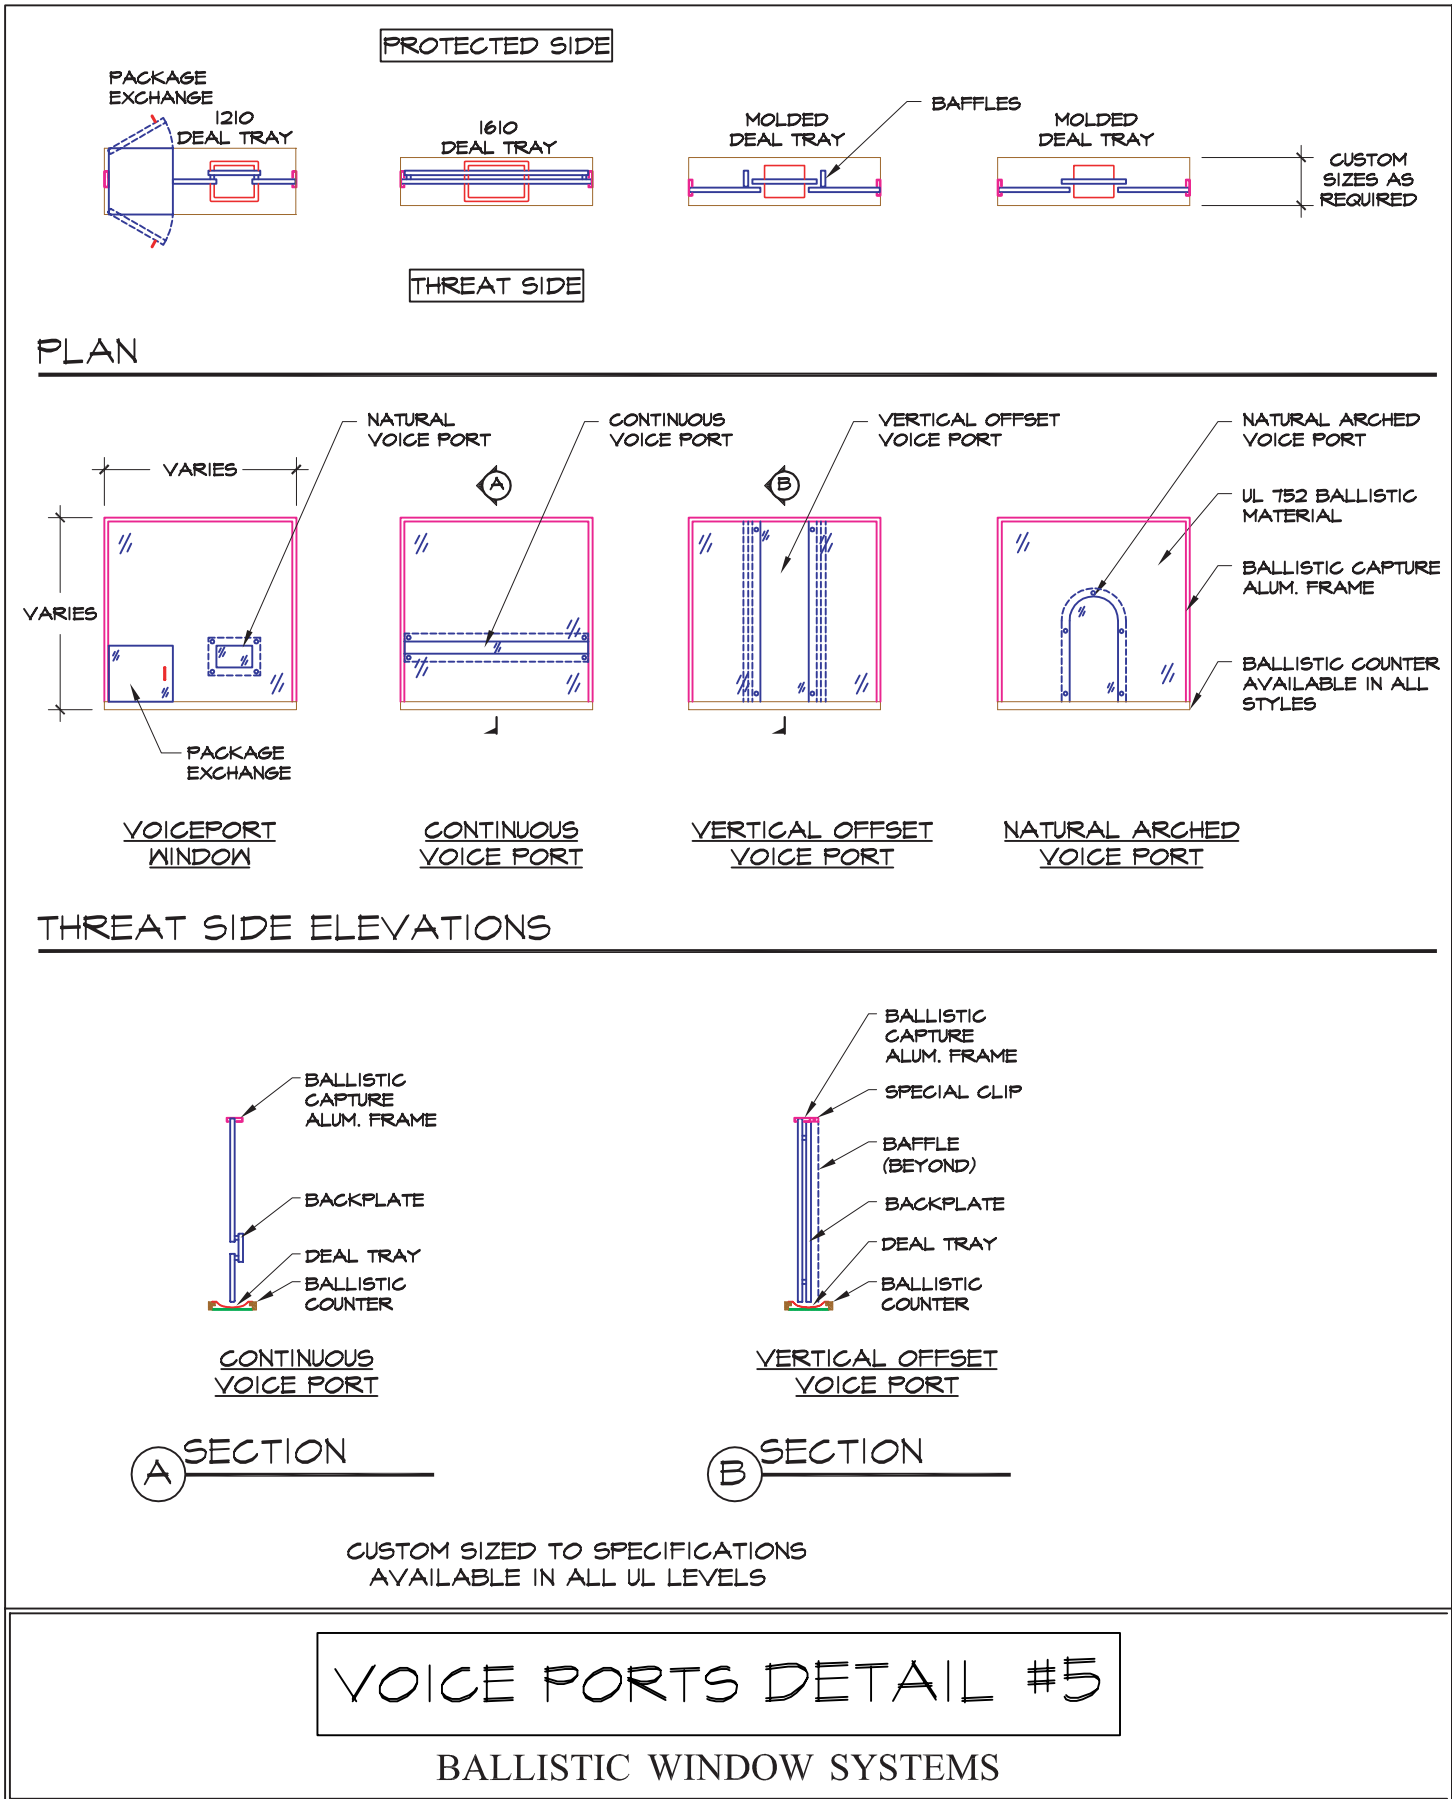 PROTECTED SIDE
PACKAGE
EXCHANGE
1210
DEAL TRAY
1610
DEAL TRAY
MOLDED
DEAL TRAY
BAFFLES
MOLDED
DEAL TRAY
CUSTOM
SIZES AS
REQUIRED
THREAT SIDE
PLAN
NATURAL
VOICE PORT
CONTINUOUS
VOICE PORT
VERTICAL OFFSET
VOICE PORT
NATURAL ARCHED
VOICE PORT
VARIES
A
B
UL 752 BALLISTIC
MATERIAL
BALLISTIC CAPTURE
ALUM. FRAME
VARIES
BALLISTIC COUNTER
AVAILABLE IN ALL
STYLES
PACKAGE
EXCHANGE
VOICEPORT
WINDOW
CONTINUOUS
VOICE PORT
VERTICAL OFFSET
VOICE PORT
NATURAL ARCHED
VOICE PORT
THREAT SIDE ELEVATIONS
BALLISTIC
CAPTURE
ALUM. FRAME
BACKPLATE
DEAL TRAY
BALLISTIC
COUNTER
CONTINUOUS
VOICE PORT
A SECTION
BALLISTIC
CAPTURE
ALUM. FRAME
SPECIAL CLIP
BAFFLE
(BEYOND)
BACKPLATE
DEAL TRAY
BALLISTIC
COUNTER
VERTICAL OFFSET
VOICE PORT
B SECTION
CUSTOM SIZED TO SPECIFICATIONS
AVAILABLE IN ALL UL LEVELS
VOICE PORTS DETAIL #5
BALLISTIC WINDOW SYSTEMS